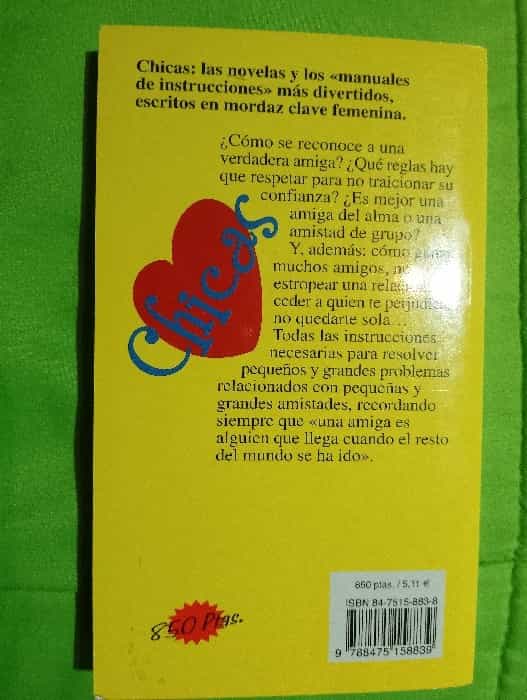 Chicas: las novelas y los «manuales
de instrucciones» más divertidos,
escritos en mordaz clave femenina.
¿Cómo se reconoce a una
verdadera amiga? ¿Qué reglas hay
que respetar para no traicionar su
confianza? ¿Es mejor una
amiga del alma o una
amistad de grupo?
Y, además: cómo
muchos amigos,
estropear una
ceder a quien te
no quedarte sola…
Todas las instrucciones
necesarias para resolver
pequeños y grandes problemas
relacionados con pequeñas y
grandes amistades, recordando
siempre que «una amiga es
alguien que llega cuando el resto
del mundo se ha ido».
Chicas
850 Ptas.
850 ptas. / 5,11 €
ISBN 84-7515-883-8
9 788475 158839